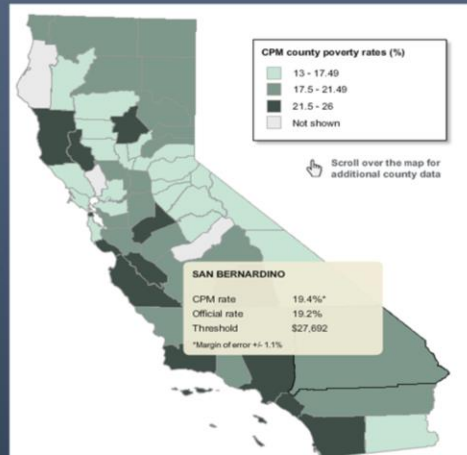 CPM county poverty rates (%)
13 - 17.49
17.5 - 21.49
21.5 - 26
Not shown
Scroll over the map for
additional county data
SAN BERNARDINO
CPM rate 19.4%*
Official rate 19.2%
Threshold $27,692
*Margin of error +/- 1.1%